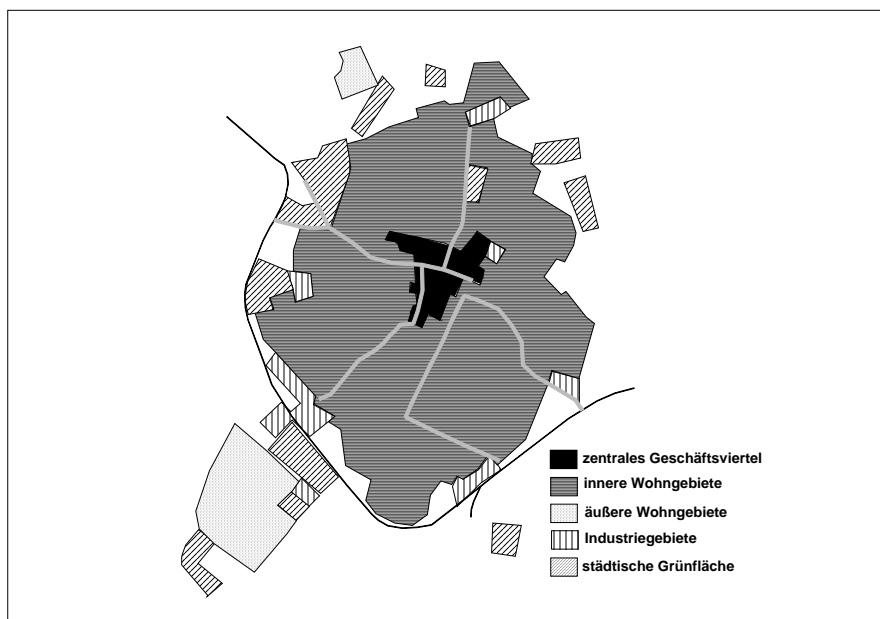 zentrales Geschäftsviertel
innere Wohngebiete
äußere Wohngebiete
Industriegebiete
städtische Grünfläche